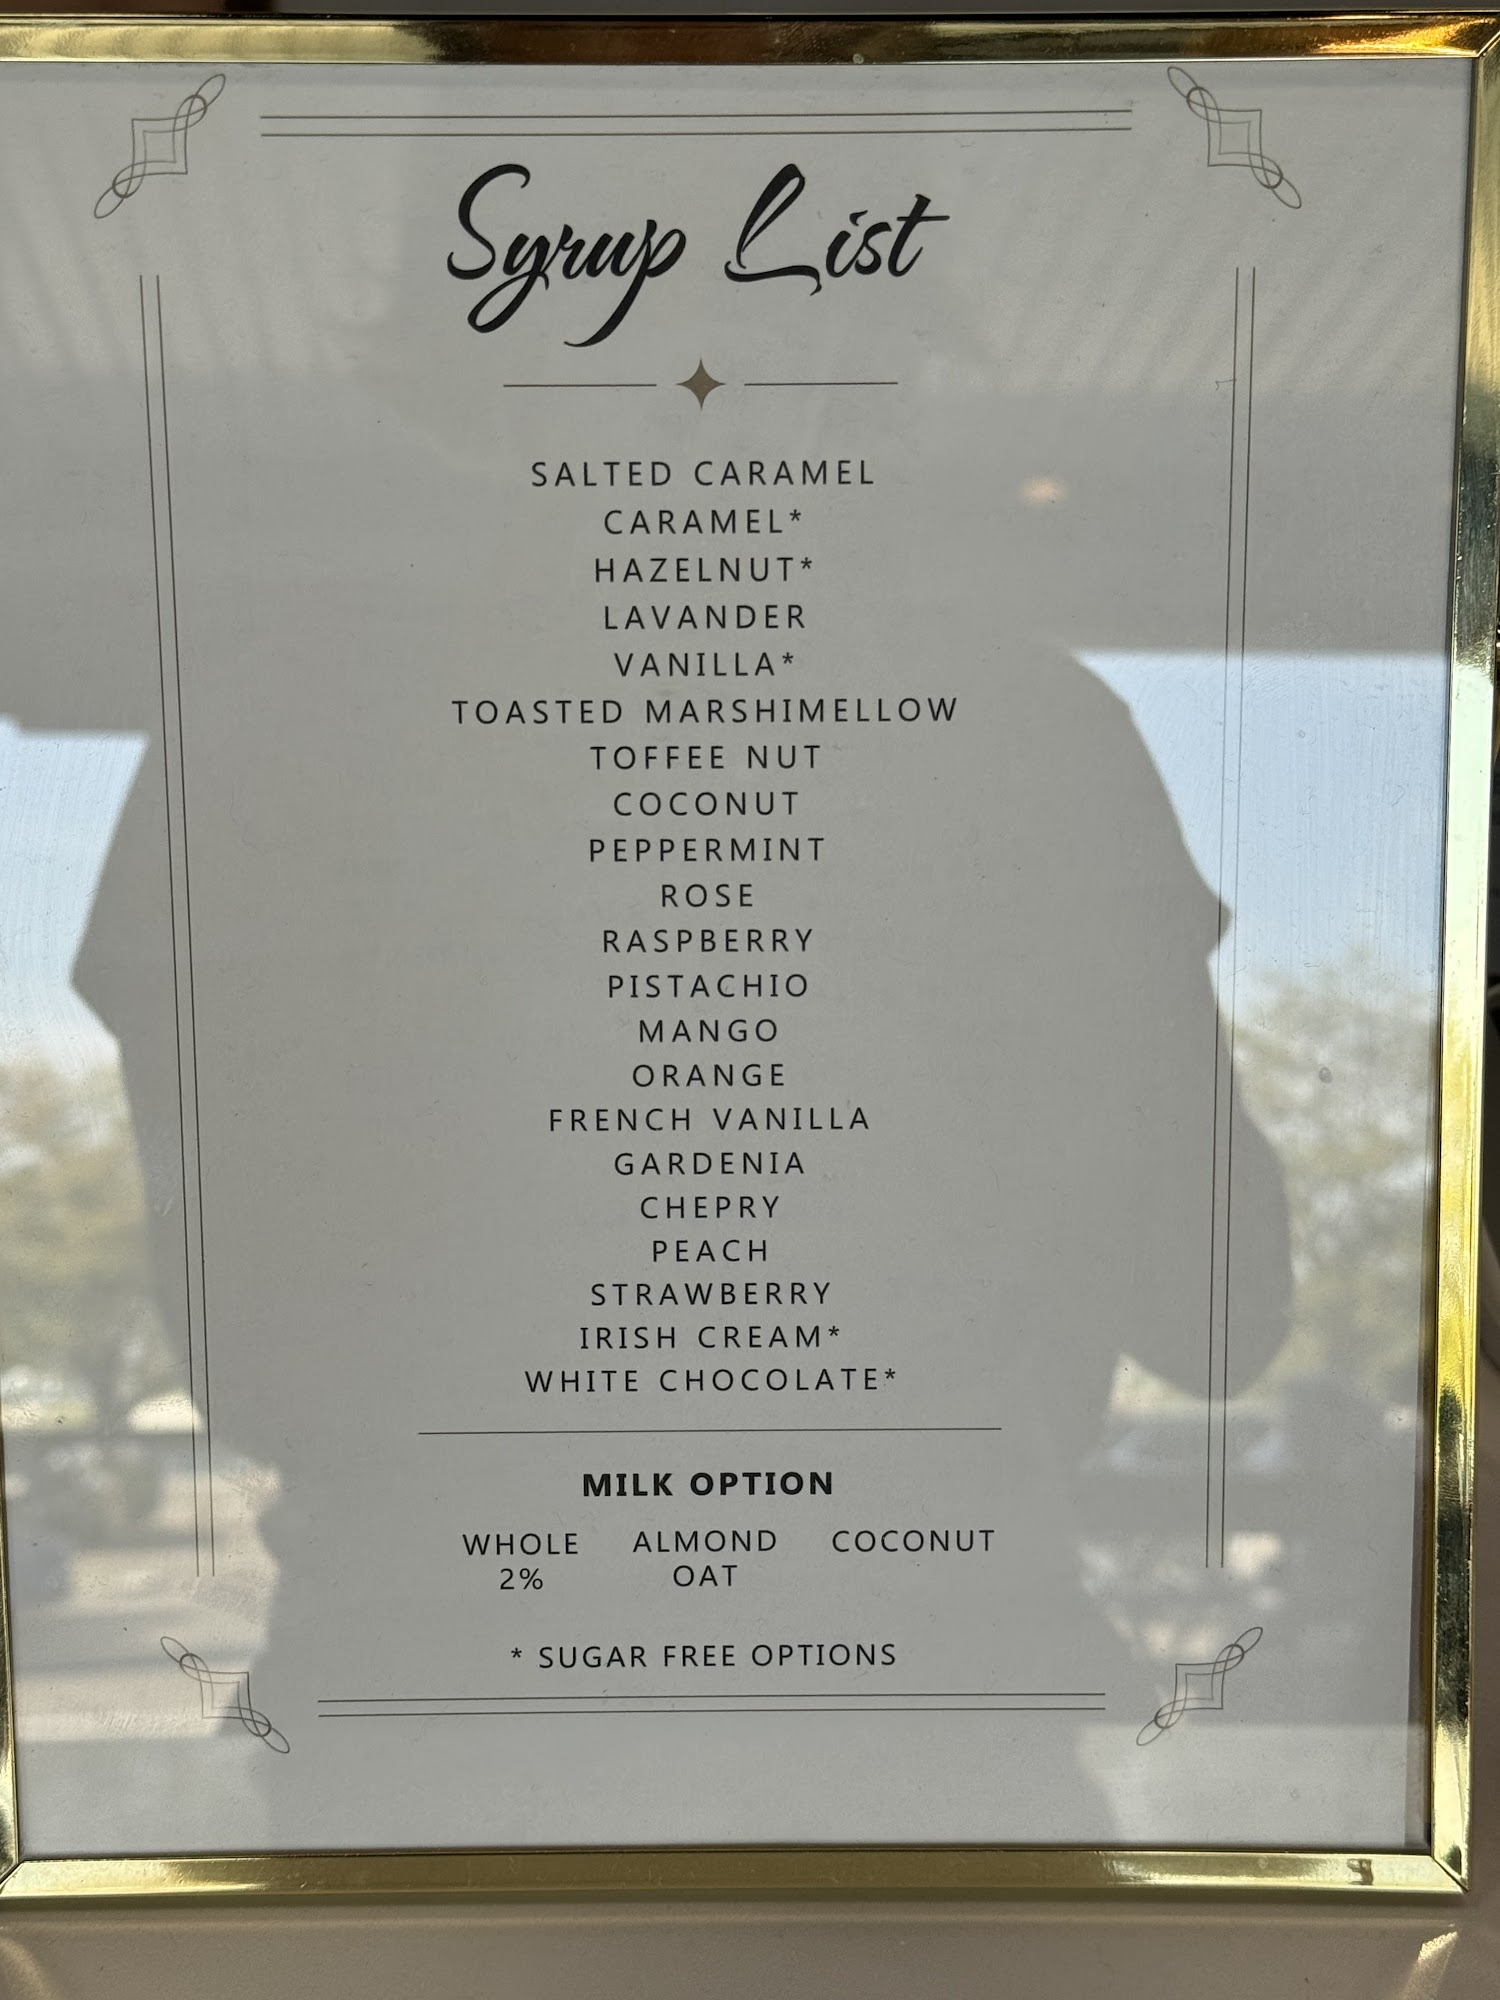 Syrup List
SALTED CARAMEL
CARAMEL*
HAZELNUT*
LAVANDER
VANILLA*
TOASTED MARSHIMELLOW
TOFFEE NUT
COCONUT
PEPPERMINT
ROSE
RASPBERRY
PISTACHIO
MANGO
ORANGE
FRENCH VANILLA
GARDENIA
CHEPRY
PEACH
STRAWBERRY
IRISH CREAM*
WHITE CHOCOLATE*
MILK OPTION
WHOLE ALMOND COCONUT
2% OAT
* SUGAR FREE OPTIONS